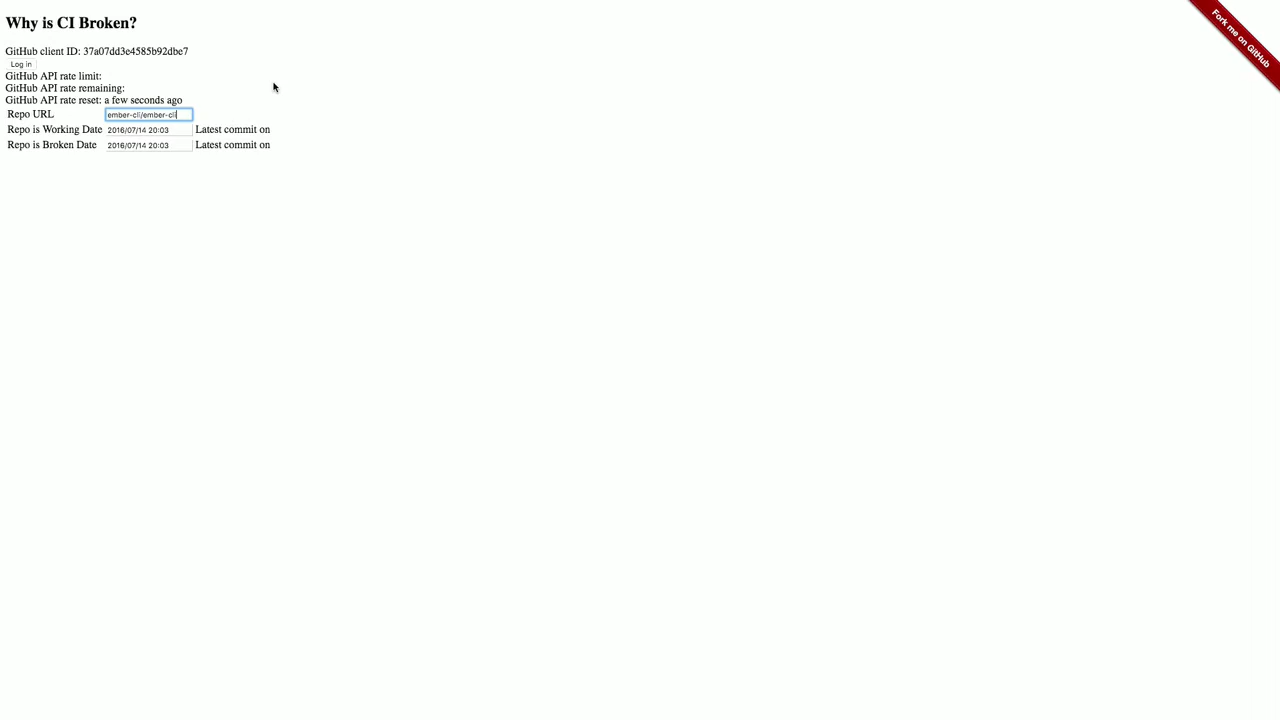 Why is CI Broken?
Fork me on GitHub
GitHub client ID: 37a07dd3e4585b92dbe7
Log in
GitHub API rate limit:
GitHub API rate remaining:
GitHub API rate reset: a few seconds ago
Repo URL ember-cli/ember-cli
Repo is Working Date 2016/07/14 20:03 Latest commit on
Repo is Broken Date 2016/07/14 20:03 Latest commit on